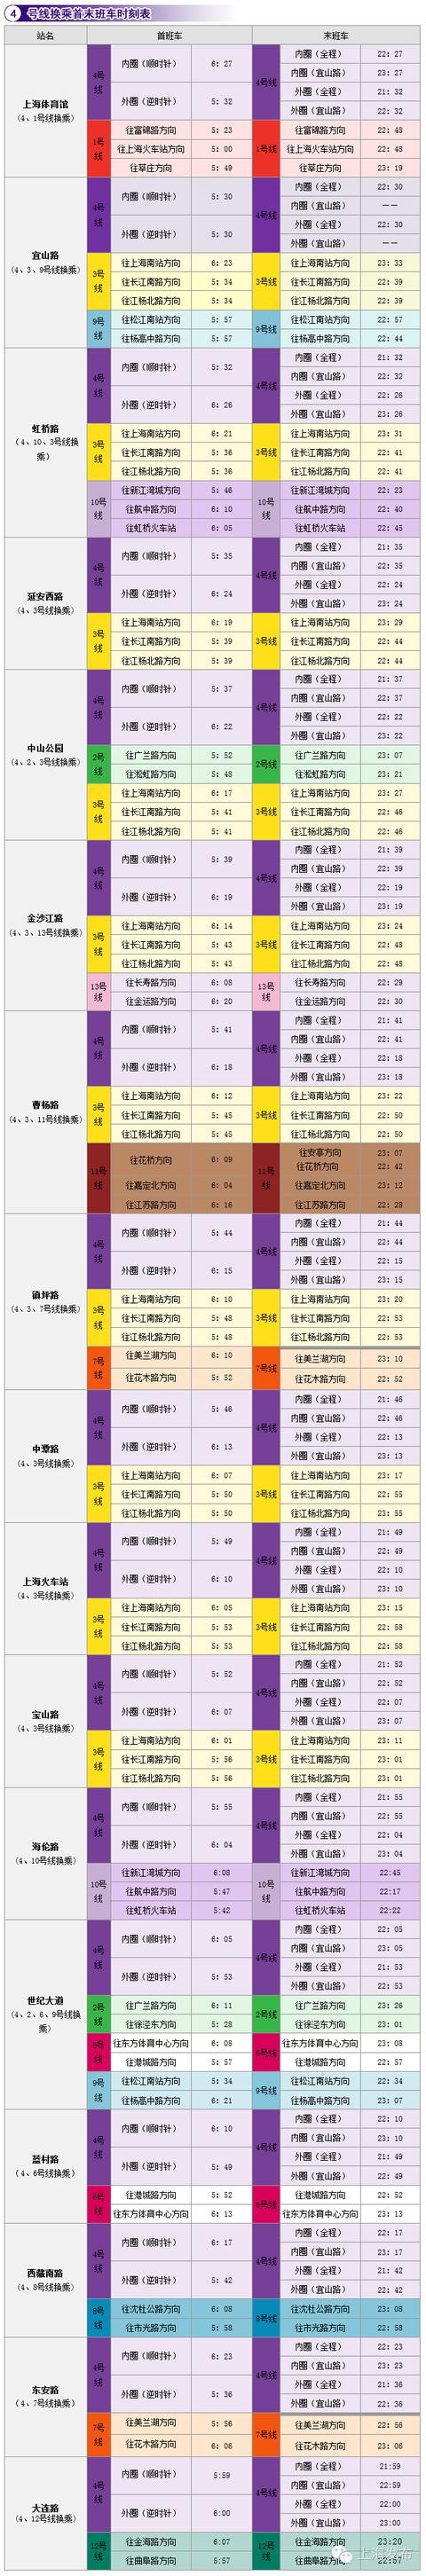 4 号线换乘首末班车时刻表
站名 首班车 末班车
上海体育馆
(4、1号线换乘)
4号线 内圈（顺时针） 6: 27 4号线 内圈（全程） 22: 27
内圈（宜山路） 23: 27
外圈（逆时针） 5: 32 外圈（全程） 21: 32
外圈（宜山路） 22: 32
1号线 往富锦路方向 5: 23 1号线 往富锦路方向 22: 48
往上海火车站方向 5: 00 往上海火车站方向 22: 48
往莘庄方向 5: 49 往莘庄方向 23: 19
宜山路
(4、3、9号线换乘)
4号线 内圈（顺时针） 5: 30 4号线 内圈（全程） 22: 30
内圈（宜山路） ——
外圈（逆时针） 5: 30 外圈（全程） 22: 30
外圈（宜山路） ——
3号线 往上海南站方向 6: 23 3号线 往上海南站方向 23: 33
往长江南路方向 5: 34 往长江南路方向 22: 39
往江杨北路方向 5: 34 往江杨北路方向 22: 39
9号线 往松江南站方向 5: 57 9号线 往松江南站方向 22: 57
往杨高中路方向 5: 57 往杨高中路方向 22: 44
虹桥路
(4、10、3号线换乘)
4号线 内圈（顺时针） 5: 32 4号线 内圈（全程） 21: 32
内圈（宜山路） 22: 32
外圈（逆时针） 6: 26 外圈（全程） 22: 26
外圈（宜山路） 23: 26
3号线 往上海南站方向 6: 21 3号线 往上海南站方向 23: 31
往长江南路方向 5: 36 往长江南路方向 22: 41
往江杨北路方向 5: 36 往江杨北路方向 22: 41
10号线 往新江湾城方向 5: 46 10号线 往新江湾城方向 22: 23
往航中路方向 6: 10 往航中路方向 22: 40
往虹桥火车站 6: 05 往虹桥火车站 22: 45
延安西路
(4、3号线换乘)
4号线 内圈（顺时针） 5: 35 4号线 内圈（全程） 21: 35
内圈（宜山路） 22: 35
外圈（逆时针） 6: 24 外圈（全程） 22: 24
外圈（宜山路） 23: 24
3号线 往上海南站方向 6: 19 3号线 往上海南站方向 23: 29
往长江南路方向 5: 39 往长江南路方向 22: 44
往江杨北路方向 5: 39 往江杨北路方向 22: 44
中山公园
(4、2、3号线换乘)
4号线 内圈（顺时针） 5: 37 4号线 内圈（全程） 21: 37
内圈（宜山路） 22: 37
外圈（逆时针） 6: 22 外圈（全程） 22: 22
外圈（宜山路） 23: 22
2号线 往广兰路方向 5: 52 2号线 往广兰路方向 23: 07
往淞虹路方向 5: 48 往淞虹路方向 23: 21
3号线 往上海南站方向 6: 17 3号线 往上海南站方向 23: 27
往长江南路方向 5: 41 往长江南路方向 22: 46
往江杨北路方向 5: 41 往江杨北路方向 22: 46
金沙江路
(4、3、13号线换乘)
4号线 内圈（顺时针） 5: 39 4号线 内圈（全程） 21: 39
内圈（宜山路） 22: 39
外圈（逆时针） 6: 19 外圈（全程） 22: 19
外圈（宜山路） 23: 19
3号线 往上海南站方向 6: 14 3号线 往上海南站方向 23: 24
往长江南路方向 5: 43 往长江南路方向 22: 48
往江杨北路方向 5: 43 往江杨北路方向 22: 48
13号线 往长寿路方向 6: 08 13号线 往长寿路方向 22: 29
往金运路方向 6: 20 往金运路方向 22: 30
曹杨路
(4、3、11号线换乘)
4号线 内圈（顺时针） 5: 41 4号线 内圈（全程） 21: 41
内圈（宜山路） 22: 41
外圈（逆时针） 6: 18 外圈（全程） 22: 18
外圈（宜山路） 23: 18
3号线 往上海南站方向 6: 12 3号线 往上海南站方向 23: 22
往长江南路方向 5: 45 往长江南路方向 22: 50
往江杨北路方向 5: 45 往江杨北路方向 22: 50
11号线 往花桥方向 6: 09 11号线 往安亭方向 23: 07
往花桥方向 22: 42
往嘉定北方向 6: 04 往嘉定北方向 23: 12
往江苏路方向 6: 16 往江苏路方向 22: 28
镇坪路
(4、3、7号线换乘)
4号线 内圈（顺时针） 5: 44 4号线 内圈（全程） 21: 44
内圈（宜山路） 22: 44
外圈（逆时针） 6: 15 外圈（全程） 22: 15
外圈（宜山路） 23: 15
3号线 往上海南站方向 6: 10 3号线 往上海南站方向 23: 20
往长江南路方向 5: 48 往长江南路方向 22: 53
往江杨北路方向 5: 48 往江杨北路方向 22: 53
7号线 往美兰湖方向 6: 10 7号线 往美兰湖方向 23: 10
往花木路方向 5: 52 往花木路方向 22: 52
中潭路
(4、3号线换乘)
4号线 内圈（顺时针） 5: 46 4号线 内圈（全程） 21: 46
内圈（宜山路） 22: 46
外圈（逆时针） 6: 13 外圈（全程） 22: 13
外圈（宜山路） 23: 13
3号线 往上海南站方向 6: 07 3号线 往上海南站方向 23: 17
往长江南路方向 5: 50 往长江南路方向 22: 55
往江杨北路方向 5: 50 往江杨北路方向 23: 55
上海火车站
(4、3号线换乘)
4号线 内圈（顺时针） 5: 49 4号线 内圈（全程） 21: 49
内圈（宜山路） 22: 49
外圈（逆时针） 6: 10 外圈（全程） 22: 10
外圈（宜山路） 23: 10
3号线 往上海南站方向 6: 05 3号线 往上海南站方向 23: 15
往长江南路方向 5: 53 往长江南路方向 22: 58
往江杨北路方向 5: 53 往江杨北路方向 22: 58
宝山路
(4、3号线换乘)
4号线 内圈（顺时针） 5: 52 4号线 内圈（全程） 21: 52
内圈（宜山路） 22: 52
外圈（逆时针） 6: 07 外圈（全程） 22: 07
外圈（宜山路） 23: 07
3号线 往上海南站方向 6: 01 3号线 往上海南站方向 23: 11
往长江南路方向 5: 56 往长江南路方向 23: 01
往江杨北路方向 5: 56 往江杨北路方向 23: 01
海伦路
(4、10号线换乘)
4号线 内圈（顺时针） 5: 55 4号线 内圈（全程） 21: 55
内圈（宜山路） 22: 55
外圈（逆时针） 6: 04 外圈（全程） 22: 04
外圈（宜山路） 23: 04
10号线 往新江湾城方向 6:08 10号线 往新江湾城方向 22:45
往航中路方向 5:47 往航中路方向 22:17
往虹桥火车站 5:42 往虹桥火车站 22:22
世纪大道
(4、2、6、9号线换乘)
4号线 内圈（顺时针） 6: 05 4号线 内圈（全程） 22: 05
内圈（宜山路） 23: 05
外圈（逆时针） 5: 53 外圈（全程） 21: 53
外圈（宜山路） 22: 53
2号线 往广兰路方向 6: 11 2号线 往广兰路方向 23: 26
往徐泾东方向 5: 28 往徐泾东方向 23: 01
6号线 往东方体育中心方向 6: 08 6号线 往东方体育中心方向 23: 08
往港城路方向 5: 57 往港城路方向 22: 57
9号线 往松江南站方向 5: 34 9号线 往松江南站方向 22: 34
往杨高中路方向 6: 21 往杨高中路方向 23: 07
蓝村路
(4、6号线换乘)
4号线 内圈（顺时针） 6: 10 4号线 内圈（全程） 22: 10
内圈（宜山路） 23: 10
外圈（逆时针） 5: 49 外圈（全程） 21: 49
外圈（宜山路） 22: 49
6号线 往港城路方向 5: 52 6号线 往港城路方向 22: 52
往东方体育中心方向 6: 13 往东方体育中心方向 23: 13
西藏南路
(4、8号线换乘)
4号线 内圈（顺时针） 6: 17 4号线 内圈（全程） 22: 17
内圈（宜山路） 23: 17
外圈（逆时针） 5: 42 外圈（全程） 21: 42
外圈（宜山路） 22: 42
8号线 往沈杜公路方向 6: 08 8号线 往沈杜公路方向 23: 08
往市光路方向 5: 58 往市光路方向 22: 58
东安路
(4、7号线换乘)
4号线 内圈（顺时针） 6: 23 4号线 内圈（全程） 22: 23
内圈（宜山路） 23: 23
外圈（逆时针） 5: 36 外圈（全程） 21: 36
外圈（宜山路） 22: 36
7号线 往美兰湖方向 5: 56 7号线 往美兰湖方向 22: 56
往花木路方向 6: 06 往花木路方向 23: 06
大连路
(4、12号线换乘)
4号线 内圈（顺时针） 5:59 4号线 内圈（全程） 21:59
内圈（宜山路） 22:59
外圈（逆时针） 6:00 外圈（全程） 22:00
外圈（宜山路） 23:00
12号线 往金海路方向 6:07 12号线 往金海路方向 23:20
往曲阜路方向 5:57 往曲阜路方向 22:57
上海发布